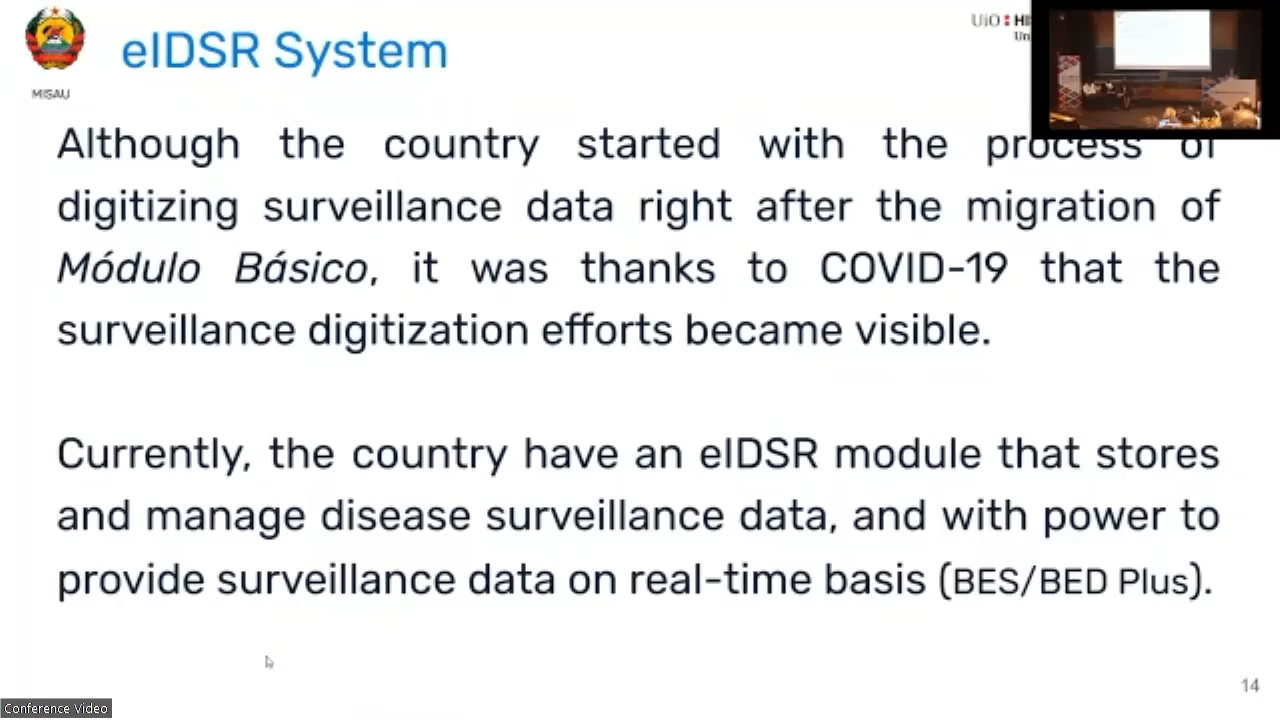 eIDSR System
UiO HI
Un
MISAU
Although the country started with the process of
digitizing surveillance data right after the migration of
Módulo Básico, it was thanks to COVID-19 that the
surveillance digitization efforts became visible.
Currently, the country have an eIDSR module that stores
and manage disease surveillance data, and with power to
provide surveillance data on real-time basis (BES/BED Plus).
14
Conference Video